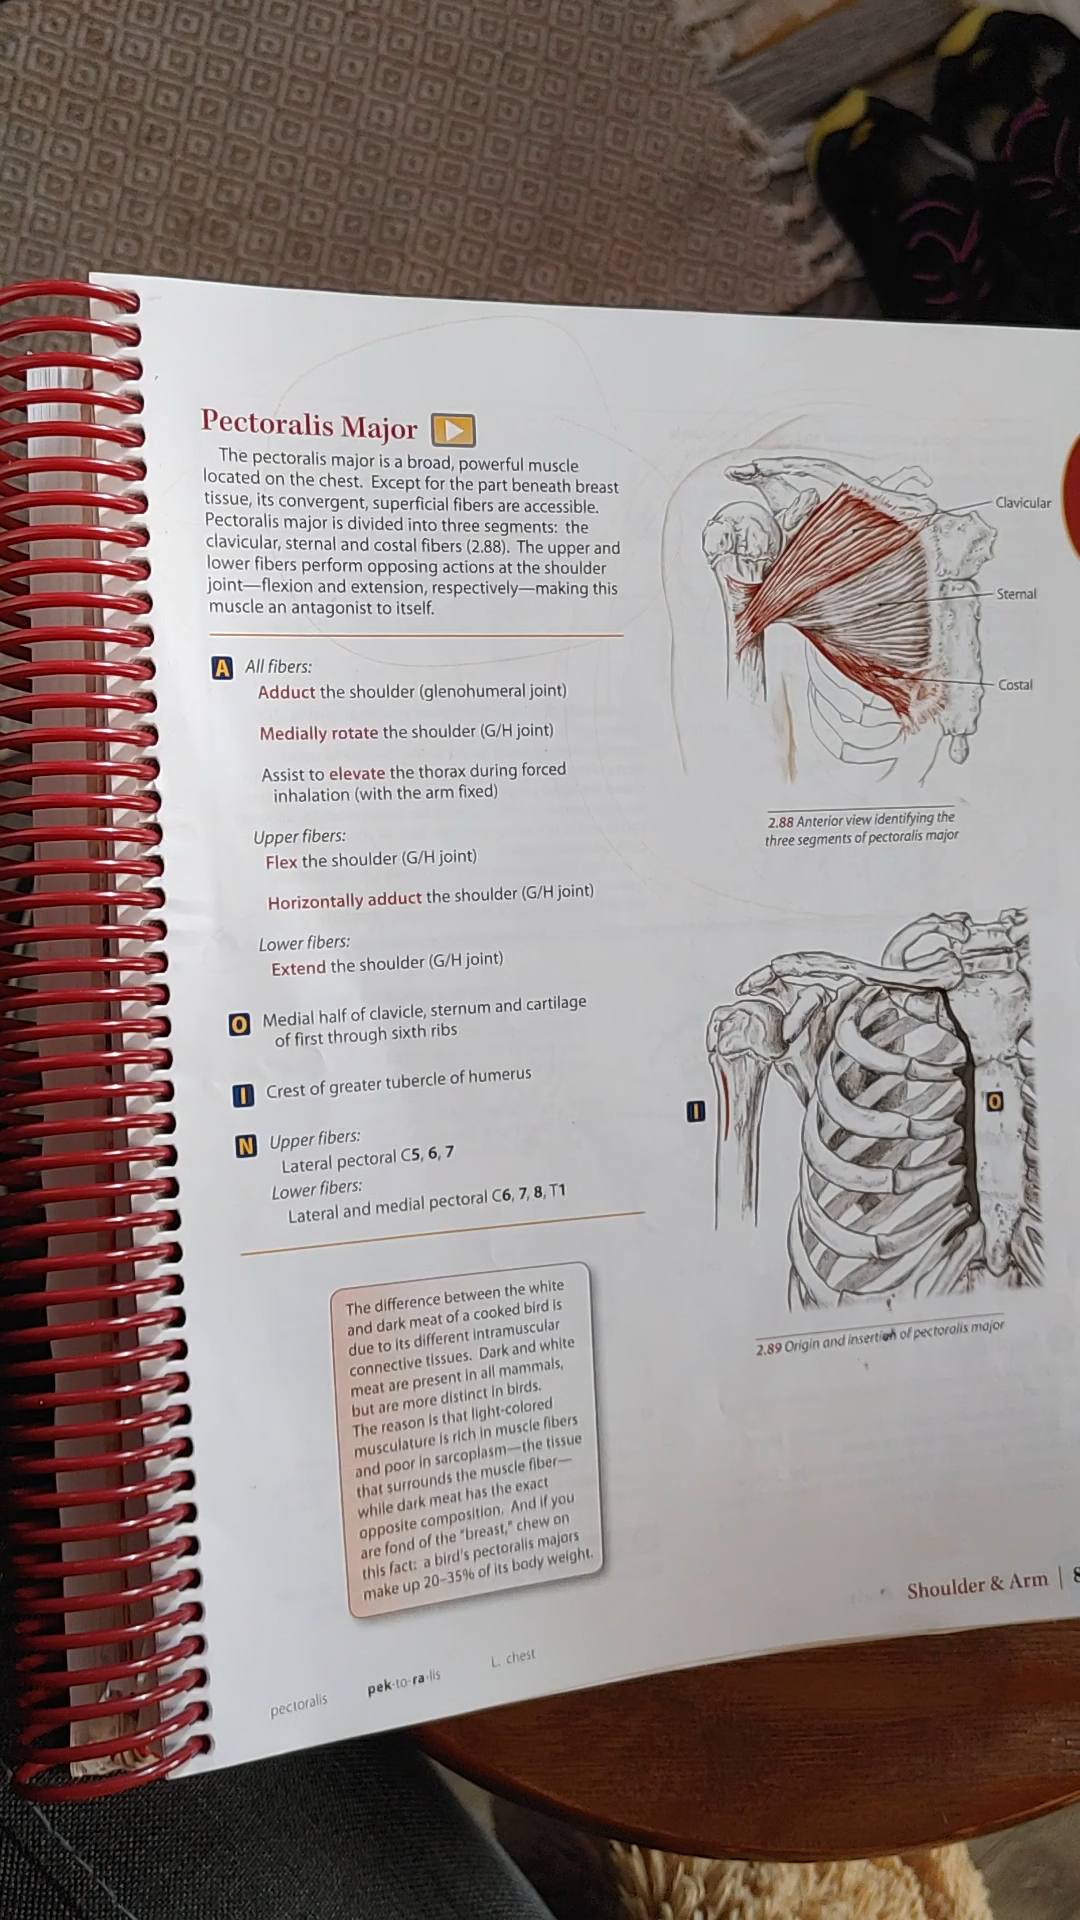 Pectoralis Major
The pectoralis major is a broad, powerful muscle
located on the chest. Except for the part beneath breast
tissue, its convergent, superficial fibers are accessible.
Pectoralis major is divided into three segments: the
clavicular, sternal and costal fibers (2.88). The upper and
lower fibers perform opposing actions at the shoulder
joint—flexion and extension, respectively—making this
muscle an antagonist to itself.
A All fibers:
Adduct the shoulder (glenohumeral joint)
Medially rotate the shoulder (G/H joint)
Assist to elevate the thorax during forced
inhalation (with the arm fixed)
Upper fibers:
Flex the shoulder (G/H joint)
Horizontally adduct the shoulder (G/H joint)
Lower fibers:
Extend the shoulder (G/H joint)
O Medial half of clavicle, sternum and cartilage
of first through sixth ribs
I Crest of greater tubercle of humerus
N Upper fibers:
Lateral pectoral C5, 6, 7
Lower fibers:
Lateral and medial pectoral C6, 7, 8, T1
The difference between the white
and dark meat of a cooked bird is
due to its different intramuscular
connective tissues. Dark and white
meat are present in all mammals,
but are more distinct in birds.
The reason is that light-colored
musculature is rich in muscle fibers
and poor in sarcoplasm—the tissue
that surrounds the muscle fiber—
while dark meat has the exact
opposite composition. And if you
are fond of the "breast," chew on
this fact: a bird's pectoralis majors
make up 20–35% of its body weight.
Clavicular
Sternal
Costal
2.88 Anterior view identifying the
three segments of pectoralis major
I
O
2.89 Origin and insertion of pectoralis major
Shoulder & Arm | 8
pectoralis pek-to-ra-lis L. chest